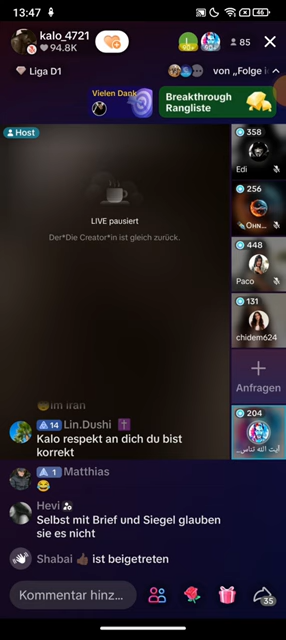 13:47
46
kalo_4721
94.8K
85
Liga D1
von „Folge
Vielen Dank
Breakthrough
Rangliste
Host
358
Edi
LIVE paused
256
LIVE pausiert
Der*Die Creator*in ist gleich zurück.
448
Paco
131
chidem624
Anfragen
im Iran
14 Lin.Dushi
Kalo respekt an dich du bist
korrekt
204
1 Matthias
😂
Hevi
Selbst mit Brief und Siegel glauben
sie es nicht
Shabai ist beigetreten
Kommentar hinz...
35